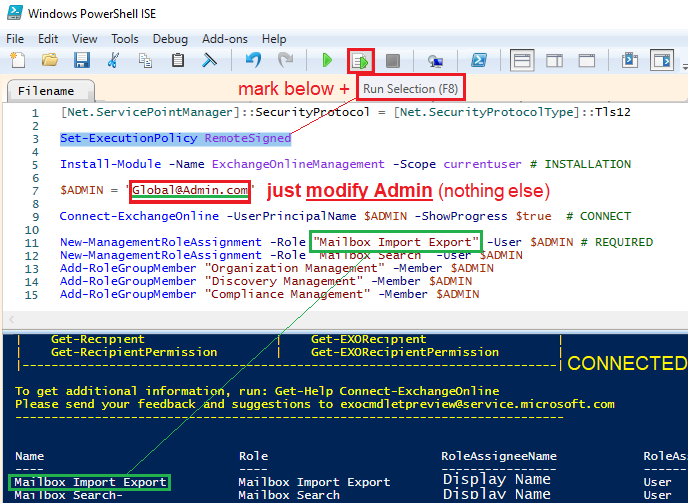 Windows PowerShell ISE
File Edit View Tools Debug Add-ons Help
mark below + Run Selection (F8)
Filename
1 [Net.ServicePointManager]::SecurityProtocol = [Net.SecurityProtocolType]::Tls12
2
3 Set-ExecutionPolicy RemoteSigned
4
5 Install-Module -Name ExchangeOnlineManagement -Scope currentuser # INSTALLATION
6
7 $ADMIN = "Global@Admin.com" just modify Admin (nothing else)
8
9 Connect-ExchangeOnline -UserPrincipalName $ADMIN -ShowProgress $true # CONNECT
10
11 New-ManagementRoleAssignment -Role "Mailbox Import Export" -User $ADMIN # REQUIRED
12 New-ManagementRoleAssignment -Role "Mailbox Search" -User $ADMIN
13 Add-RoleGroupMember "Organization Management" -Member $ADMIN
14 Add-RoleGroupMember "Discovery Management" -Member $ADMIN
15 Add-RoleGroupMember "Compliance Management" -Member $ADMIN
| Get-Recipient | Get-EXORecipient |
| Get-RecipientPermission | Get-EXORecipientPermission |
|--------------------------------------------------------------------------| CONNECTED
To get additional information, run: Get-Help Connect-ExchangeOnline
Please send your feedback and suggestions to exocmdletpreview@service.microsoft.com
---------------------------------------------------------------------------
Name Role RoleAssigneeName RoleAss
---- ---- ---------------- -------
Mailbox Import Export Mailbox Import Export Display Name User
Mailbox Search- Mailbox Search Display Name User